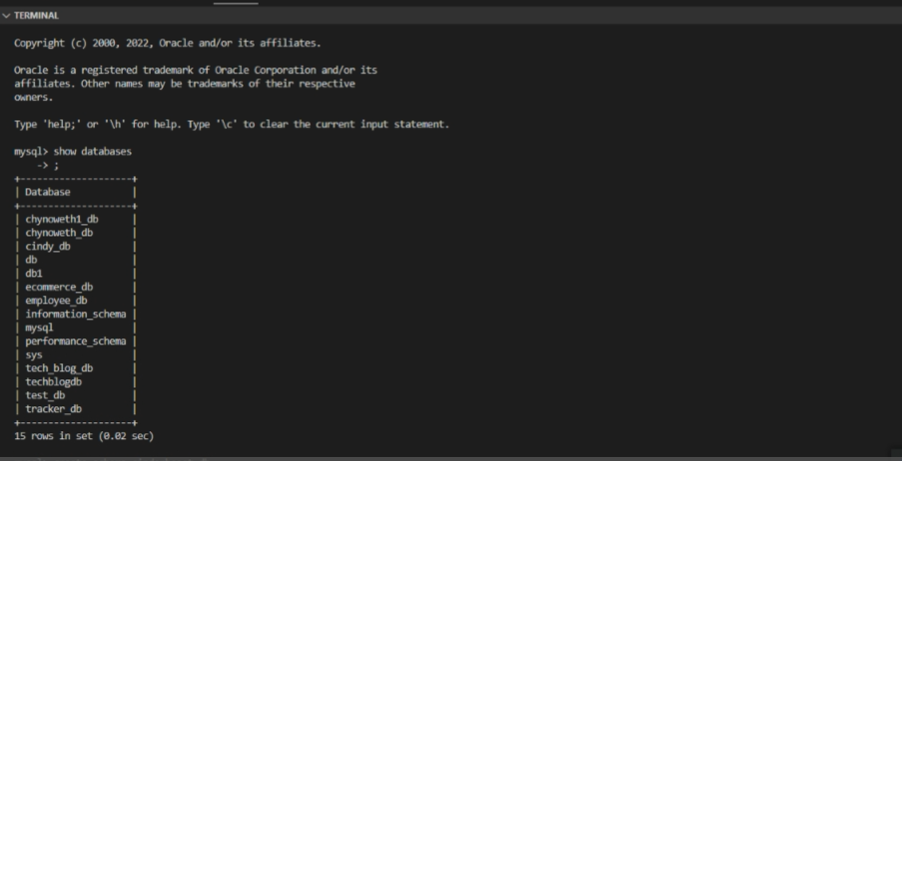 TERMINAL
Copyright (c) 2000, 2022, Oracle and/or its affiliates.
Oracle is a registered trademark of Oracle Corporation and/or its
affiliates. Other names may be trademarks of their respective
owners.
Type 'help;' or '\h' for help. Type '\c' to clear the current input statement.
mysql> show databases
    -> ;
+--------------------+
| Database           |
+--------------------+
| chynoweth1_db      |
| chynoweth_db       |
| cindy_db           |
| db                 |
| db1                |
| ecommerce_db       |
| employee_db        |
| information_schema |
| mysql              |
| performance_schema |
| sys                |
| tech_blog_db       |
| techblogdb         |
| test_db            |
| tracker_db         |
+--------------------+
15 rows in set (0.02 sec)